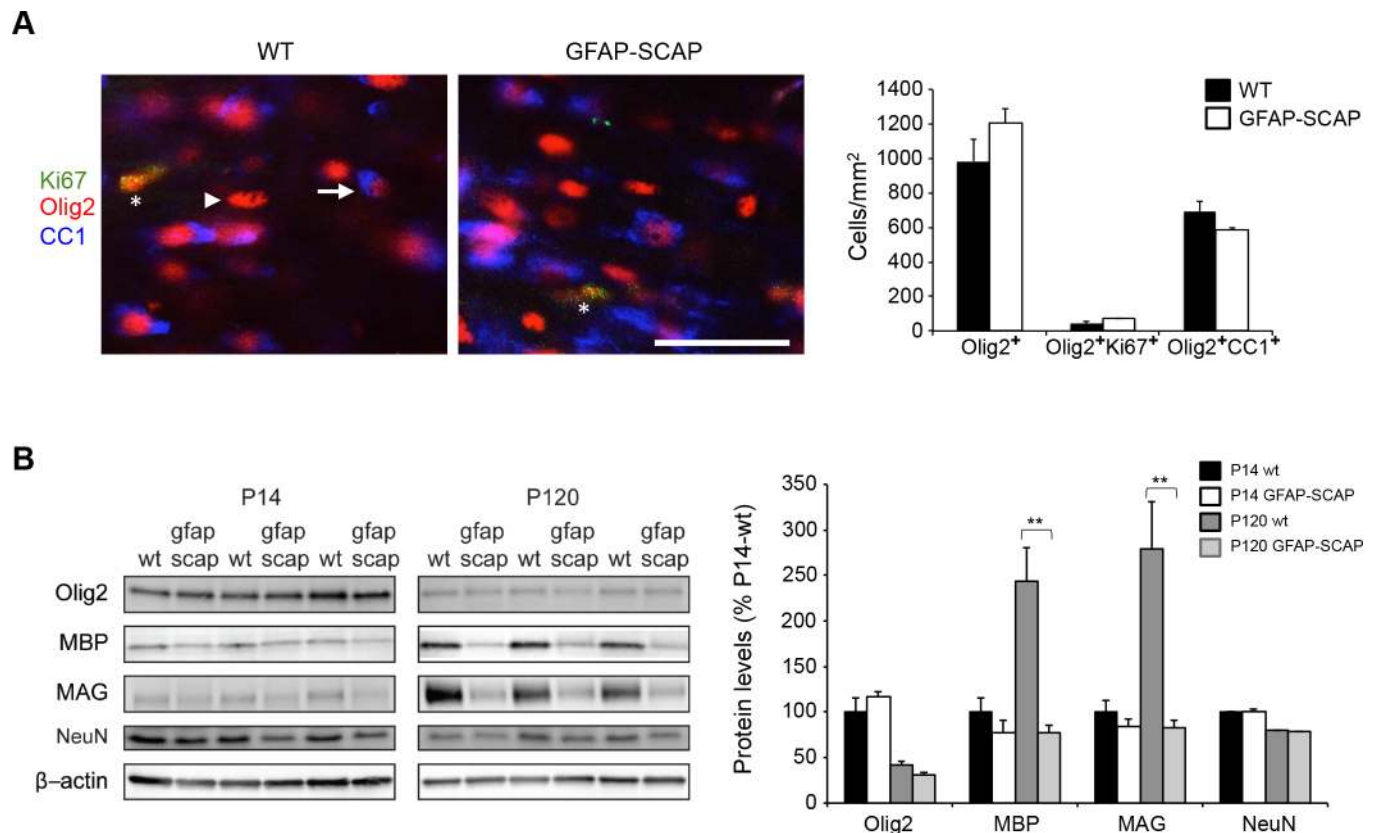 A
WT
GFAP-SCAP
Ki67
Olig2
CC1
*
*
Cells/mm²
1400
1200
1000
800
600
400
200
0
WT
GFAP-SCAP
Olig2⁺ Olig2⁺Ki67⁺ Olig2⁺CC1⁺
B
P14 P120
gfap gfap gfap gfap gfap gfap
wt scap wt scap wt scap wt scap wt scap wt scap
Olig2
MBP
MAG
NeuN
β–actin
Protein levels (% P14-wt)
350
300
250
200
150
100
50
0
**
**
P14 wt
P14 GFAP-SCAP
P120 wt
P120 GFAP-SCAP
Olig2 MBP MAG NeuN